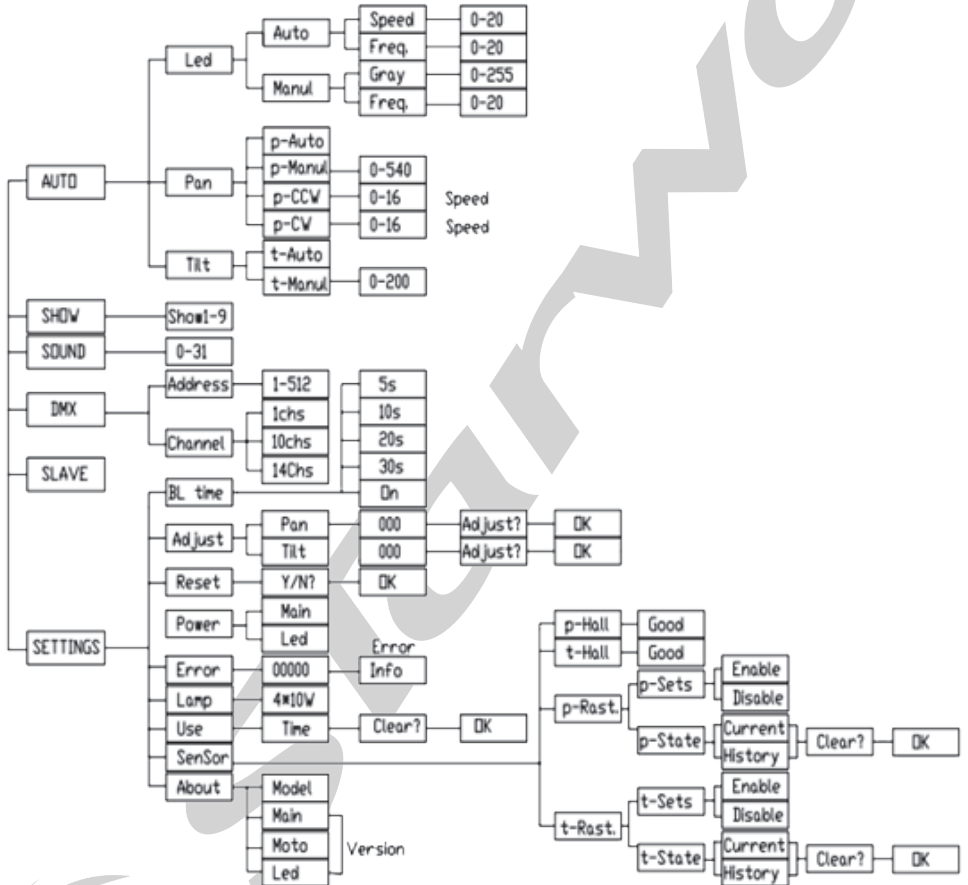 Speed 0-20
Auto
Freq. 0-20
Led
Gray 0-255
Manul
Freq. 0-20
p-Auto
p-Manul 0-540
AUTO Pan
p-CCW 0-16 Speed
p-CW 0-16 Speed
t-Auto
Tilt
t-Manul 0-200
SHOW Show1-9
SOUND 0-31
Address 1-512 5s
DMX 1chs 10s
Channel 10chs 20s
14Chs 30s
SLAVE
BL time On
Pan 000 Adjust? OK
Adjust
Tilt 000 Adjust? OK
Reset Y/N? OK
Main
Power
Led
SETTINGS
Error
Error 00000 Info
Lamp 4*10W
Use Time Clear? OK
SenSor
About Model
Main
Moto Version
Led
p-Hall Good
t-Hall Good
Enable
p-Sets
Disable
p-Rast.
Current
p-State Clear? OK
History
Enable
t-Sets
Disable
t-Rast.
Current
t-State Clear? OK
History
Starwo